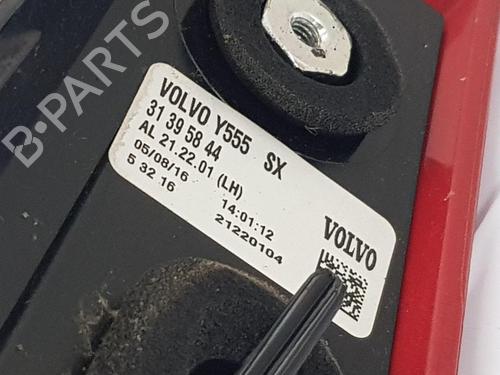 B-PARTS
VOLVO Y555 SX
31 39 58 44
AL 21.22.01 (LH)
05/08/16 14:01:12
5 32 16 21220104
VOLVO